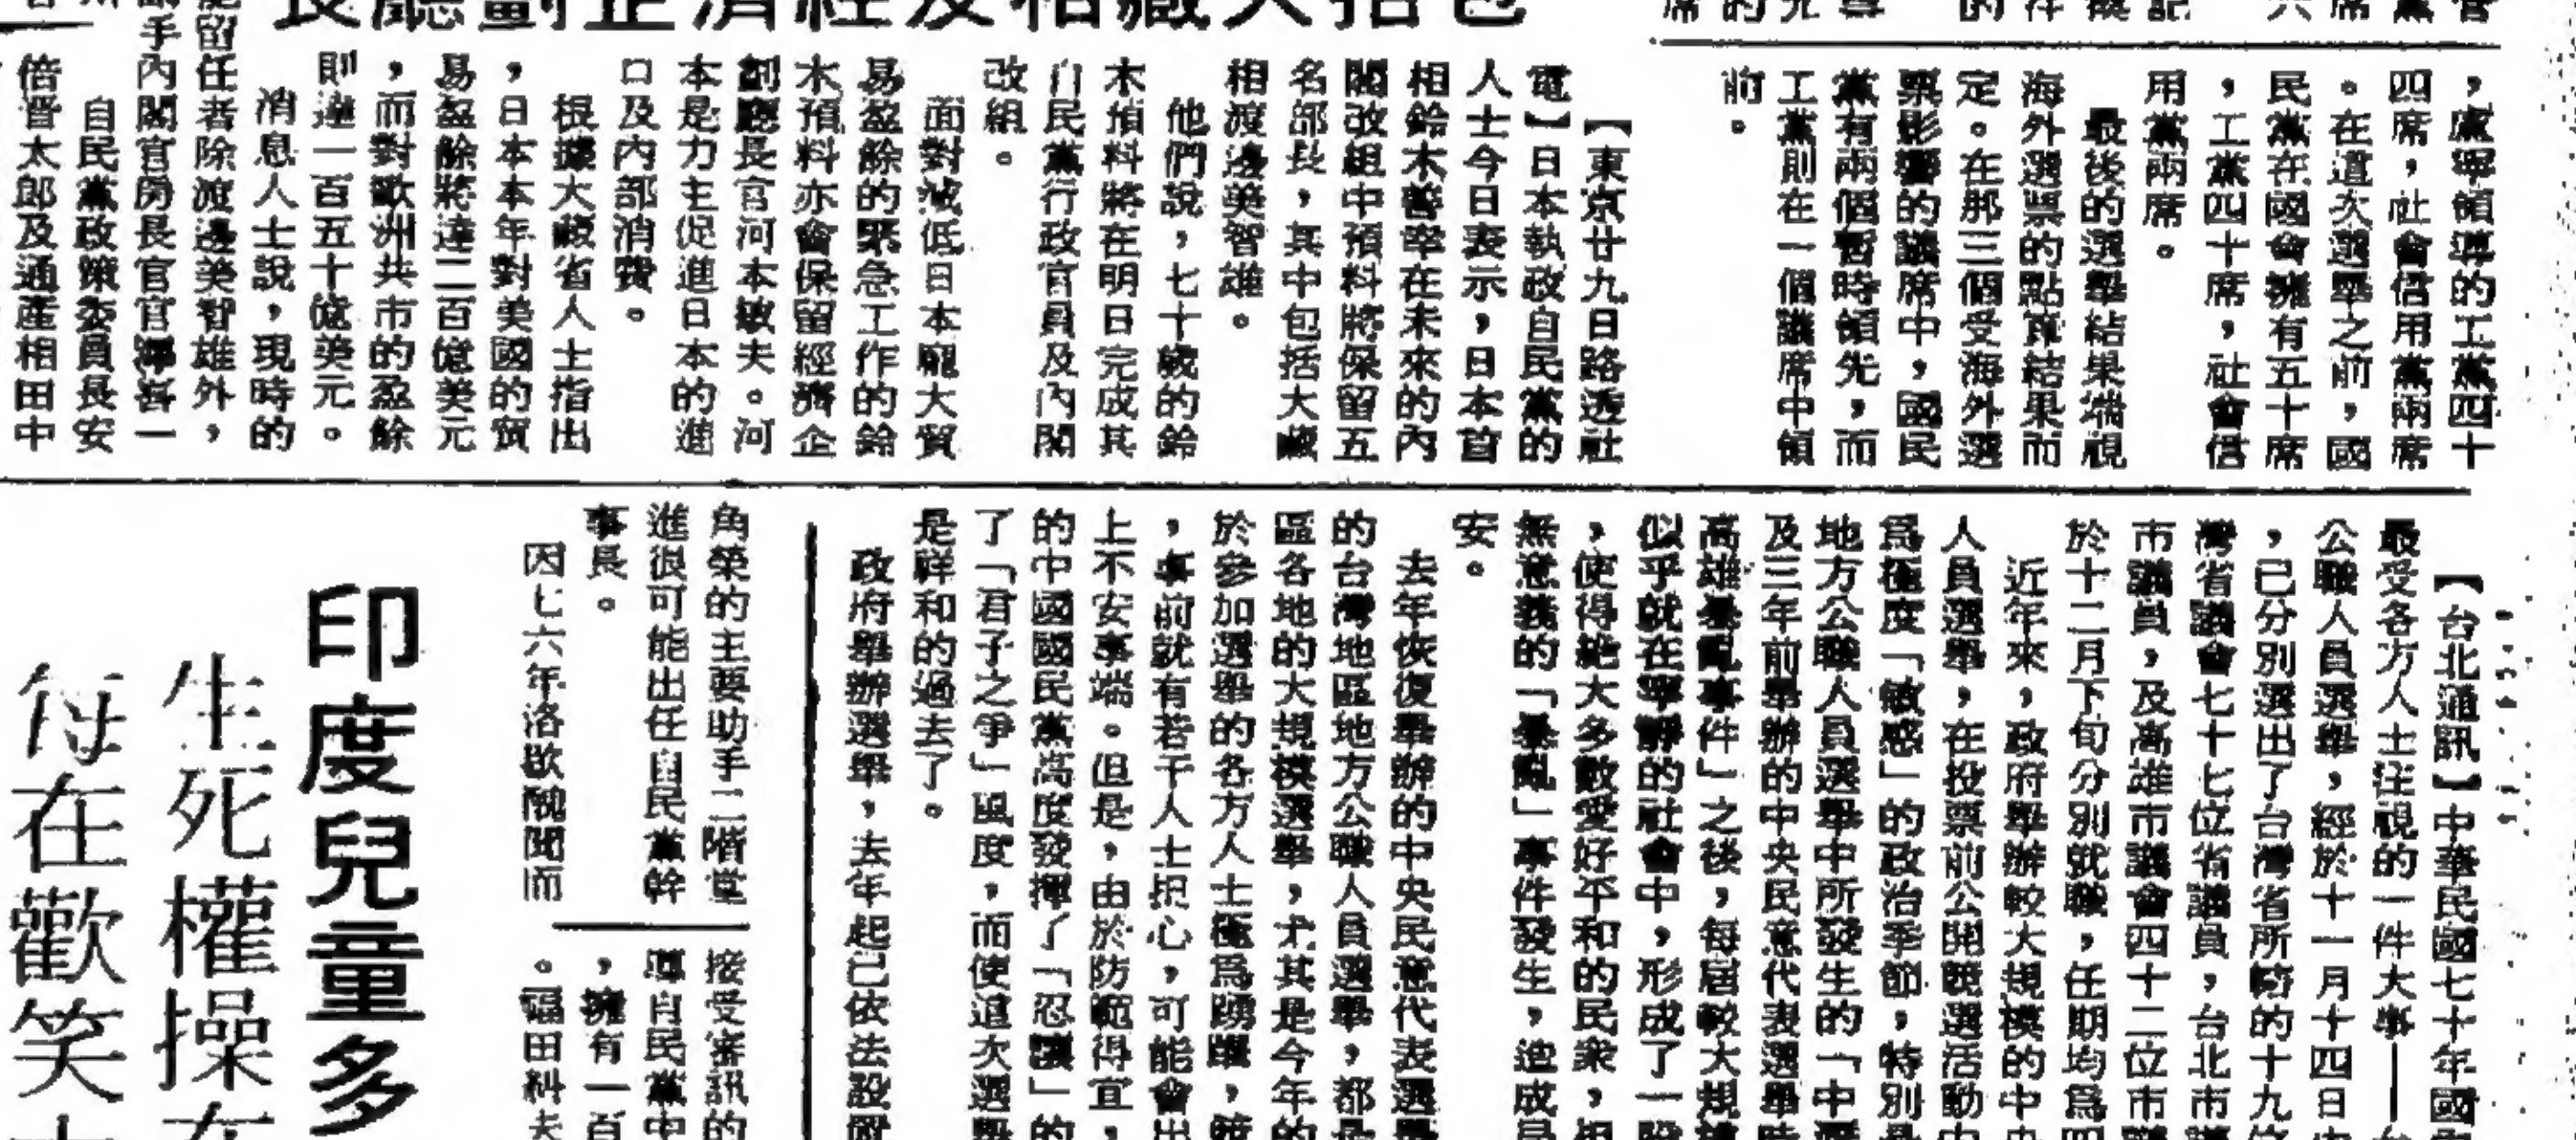 包括大藏相及經濟企劃廳長
，盧寧領導的工黨四十
四席，社會信用黨兩席
。在這次選舉之前，國
民黨在國會擁有五十席
，工黨四十席，社會信
用黨兩席。
最後的選舉結果端視
海外選票的點算結果而
定。在那三個受海外選
票影響的議席中，國民
黨有兩個暫時領先，而
工黨則在一個議席中領
前。
【東京廿九日路透社
電】日本執政自民黨的
人士今日表示，日本首
相鈴木善幸在未來的內
閣改組中預料將保留五
名部長，其中包括大藏
相渡邊美智雄。
他們說，七十歲的鈴
木預料將在明日完成其
自民黨行政官員及內閣
改組。
面對減低日本龐大貿
易盈餘的緊急工作的鈴
木預料亦會保留經濟企
劃廳長官河本敏夫。河
本是力主促進日本的進
口及內部消費。
根據大藏省人士指出
，日本本年對美國的貿
易盈餘將達二百億美元
，而對歐洲共市的盈餘
則達一百五十億美元。
消息人士說，現時的
能留任者除渡邊美智雄外，
手內閣官房長官宮澤喜一
自民黨政策委員長安
倍晉太郎及通產相田中
【台北通訊】中華民國七十年國
最受各方人士注視的一件大事──台
公職人員選舉，經於十一月十四日
，已分別選出了台灣省所轄的十九
灣省議會七十七位省議員，台北市議
市議員，及高雄市議會四十二位市議
於十二月下旬分別就職，任期均爲四
近年來，政府舉辦較大規模的中央
人員選舉，在投票前公開競選活動中
爲極度「敏感」的政治季節，特別是
地方公職人員選舉中所發生的「中壢
及三年前舉辦的中央民意代表選舉時
高雄暴亂事件」之後，每屆較大規模
似乎就在寧靜的社會中，形成了一股
，使得絶大多數愛好平和的民衆，担
無意義的「暴亂」事件發生，造成局
安。
去年恢復舉辦的中央民意代表選舉
的台灣地區地方公職人員選舉，都是
區各地的大規模選舉，尤其是今年的
於參加選舉的各方人士極爲踴躍，競
，事前就有若干人士担心，可能會出
上不安事端。但是，由於防範得宜，
的中國國民黨高度發揮了「忍讓」的
了「君子之爭」風度，而使這次選舉
是祥和的過去了。
政府舉辦選舉，去年起已依法設置
角榮的主要助手二階堂
進很可能出任自民黨幹
事長。
因七六年洛歇醜聞而
接受審訊的
導自民黨中
，擁有一百
。福田糾夫
印度兒童多
生死權操在
每在歡笑